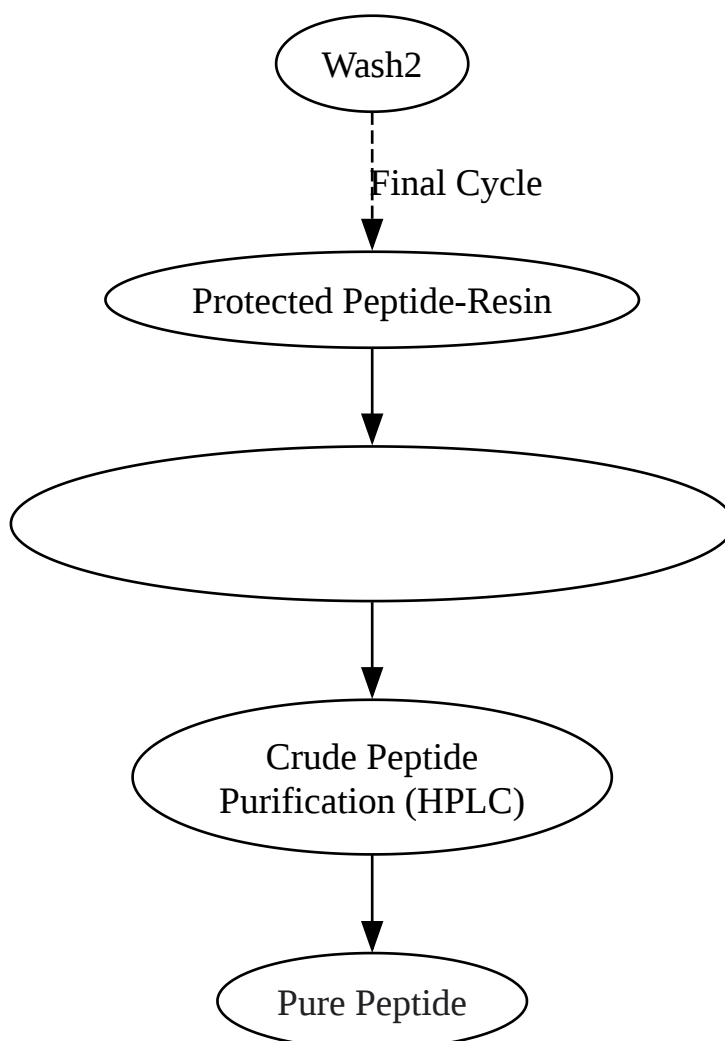 Wash2
Final Cycle
Protected Peptide-Resin
Crude Peptide
Purification (HPLC)
Pure Peptide